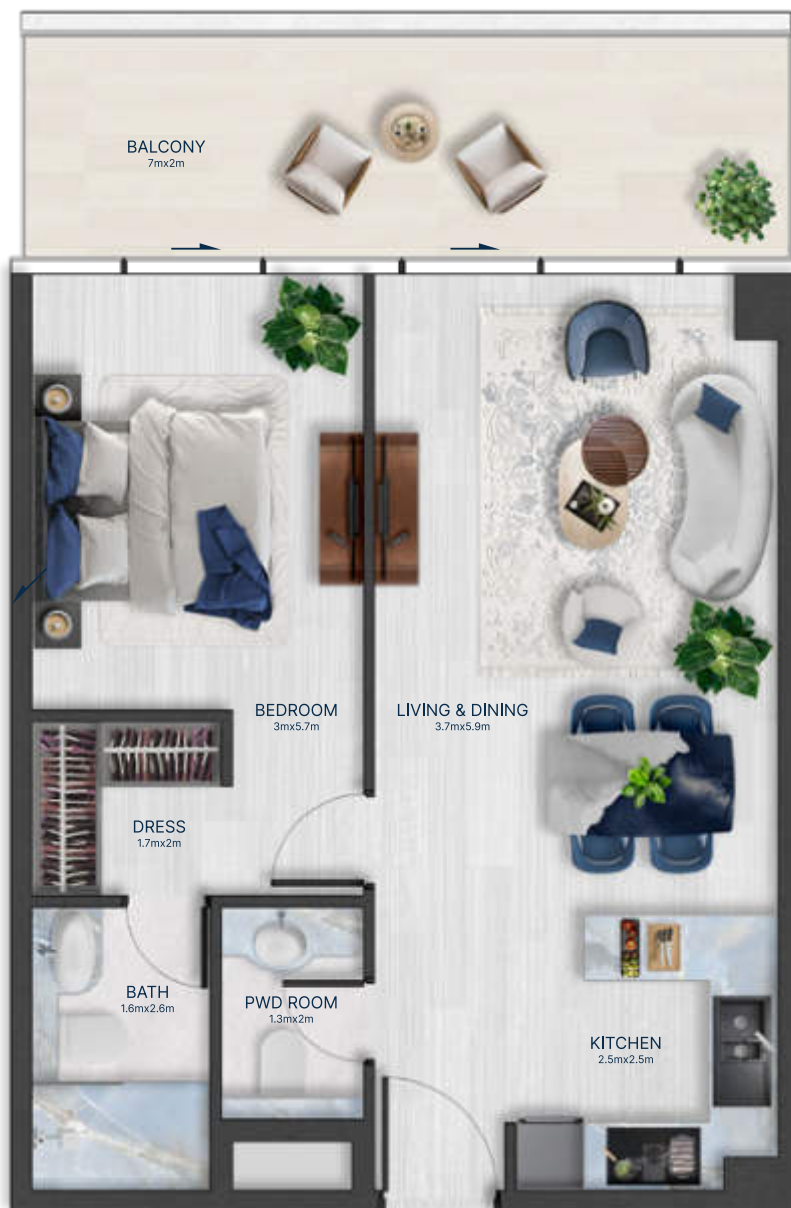 BALCONY
7mx2m
BEDROOM
3mx5.7m
LIVING & DINING
3.7mx5.9m
DRESS
1.7mx2m
BATH
1.6mx2.6m
PWD ROOM
1.3mx2m
KITCHEN
2.5mx2.5m